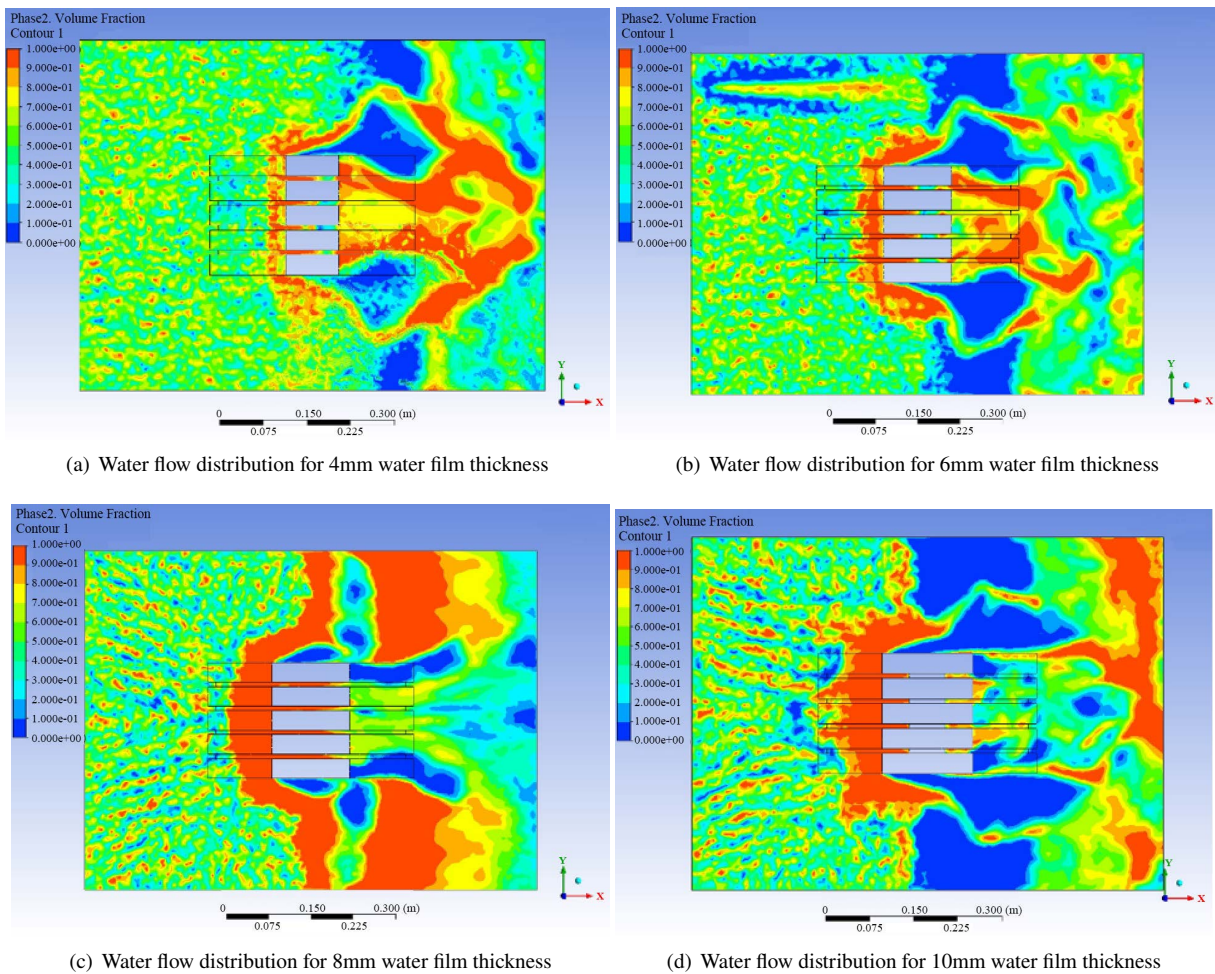 Phase2. Volume Fraction
Contour 1
1.000e+00
9.000e-01
8.000e-01
7.000e-01
6.000e-01
5.000e-01
4.000e-01
3.000e-01
2.000e-01
1.000e-01
0.000e+00
0 0.150 0.300 (m)
0.075 0.225
Y
X
(a) Water flow distribution for 4mm water film thickness
Phase2. Volume Fraction
Contour 1
1.000e+00
9.000e-01
8.000e-01
7.000e-01
6.000e-01
5.000e-01
4.000e-01
3.000e-01
2.000e-01
1.000e-01
0.000e+00
0 0.150 0.300 (m)
0.075 0.225
Y
X
(b) Water flow distribution for 6mm water film thickness
Phase2. Volume Fraction
Contour 1
1.000e+00
9.000e-01
8.000e-01
7.000e-01
6.000e-01
5.000e-01
4.000e-01
3.000e-01
2.000e-01
1.000e-01
0.000e+00
0 0.150 0.300 (m)
0.075 0.225
Y
X
(c) Water flow distribution for 8mm water film thickness
Phase2. Volume Fraction
Contour 1
1.000e+00
9.000e-01
8.000e-01
7.000e-01
6.000e-01
5.000e-01
4.000e-01
3.000e-01
2.000e-01
1.000e-01
0.000e+00
0 0.150 0.300 (m)
0.075 0.225
Y
X
(d) Water flow distribution for 10mm water film thickness